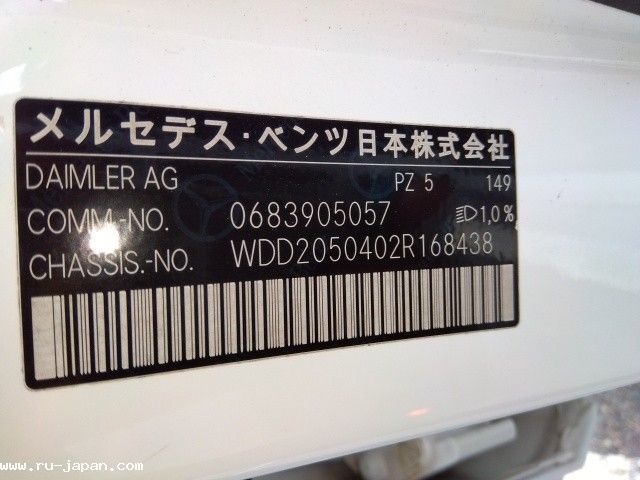 メルセデス・ベンツ日本株式会社
DAIMLER AG PZ 5 149
COMM.-NO. 0683905057 1,0%
CHASSIS.-NO. WDD2050402R168438
www.ru-japan.com